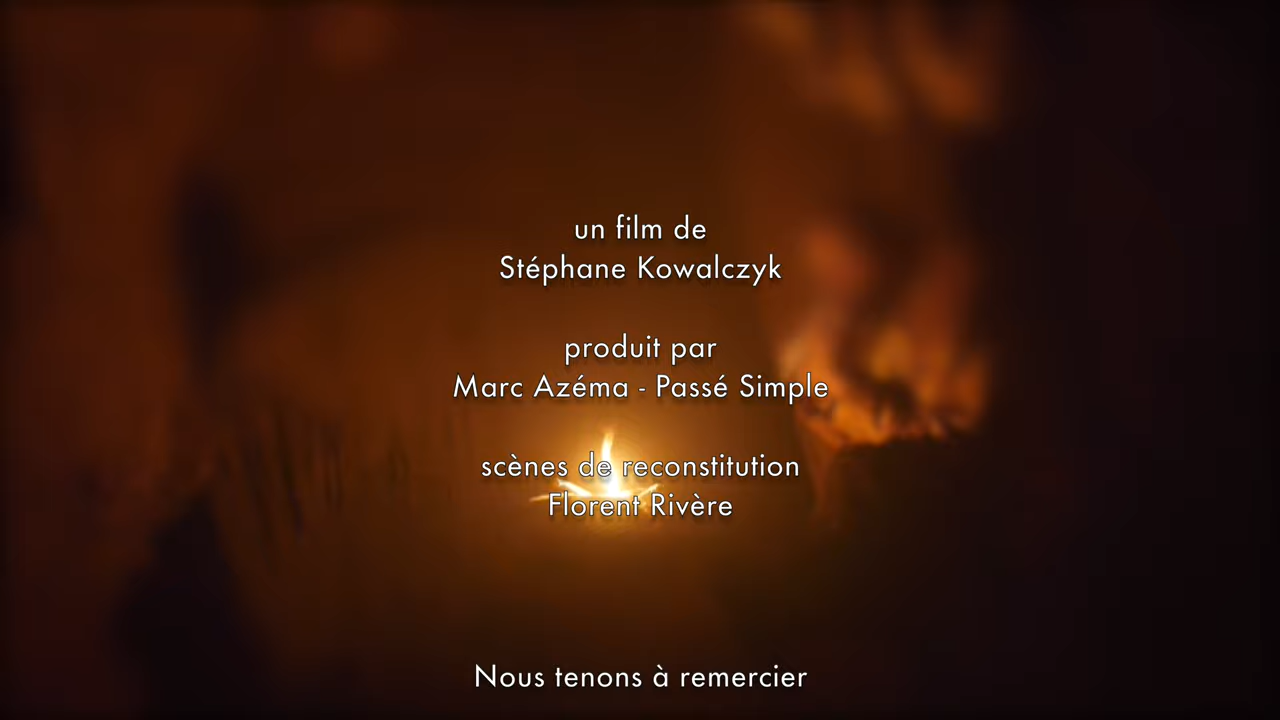 un film de
Stéphane Kowalczyk
produit par
Marc Azéma - Passé Simple
scènes de reconstitution
Florent Rivère
Nous tenons à remercier